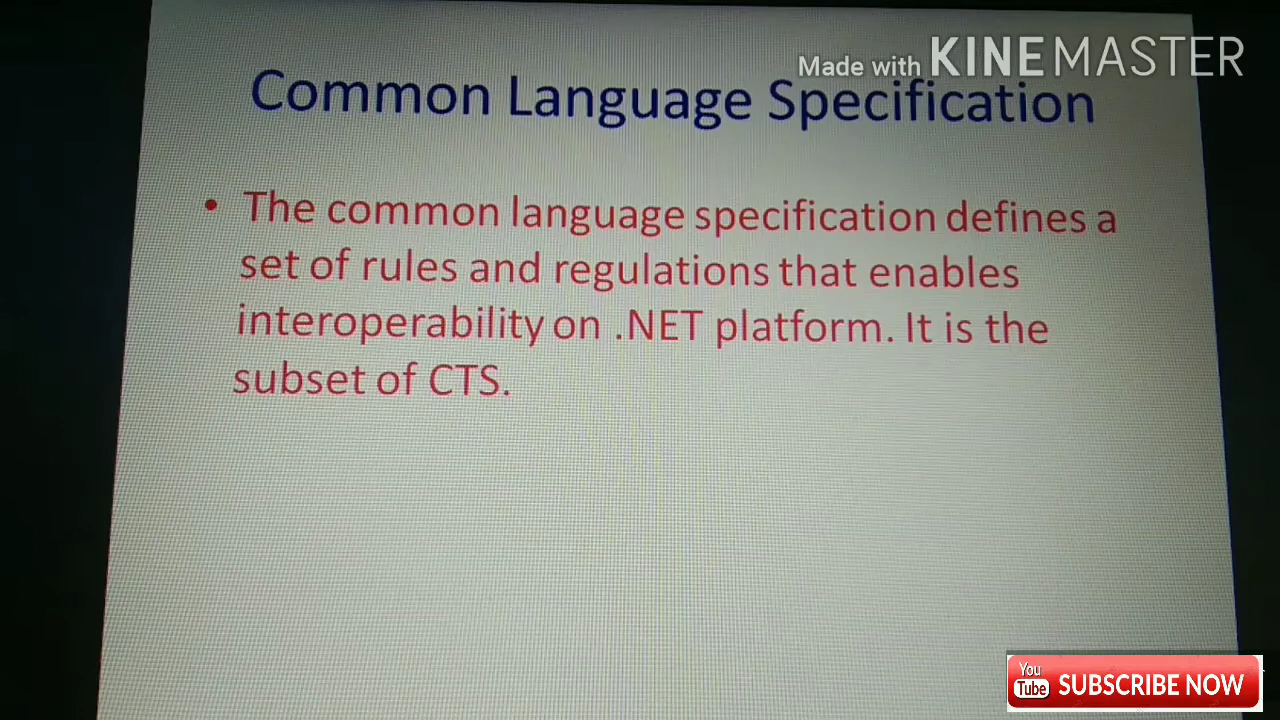 Made with KINEMASTER
Common Language Specification
• The common language specification defines a
set of rules and regulations that enables
interoperability on .NET platform. It is the
subset of CTS.
You
Tube SUBSCRIBE NOW